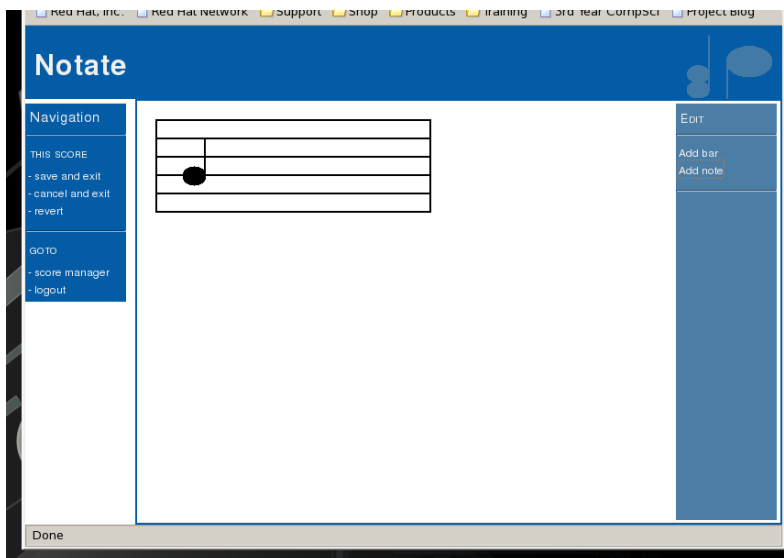 Red Hat, Inc. Red Hat Network Support Shop Products Training 3rd Year CompSci Project Blog
Notate
Navigation
THIS SCORE
- save and exit
- cancel and exit
- revert
GOTO
- score manager
- logout
EDIT
Add bar
Add note
Done